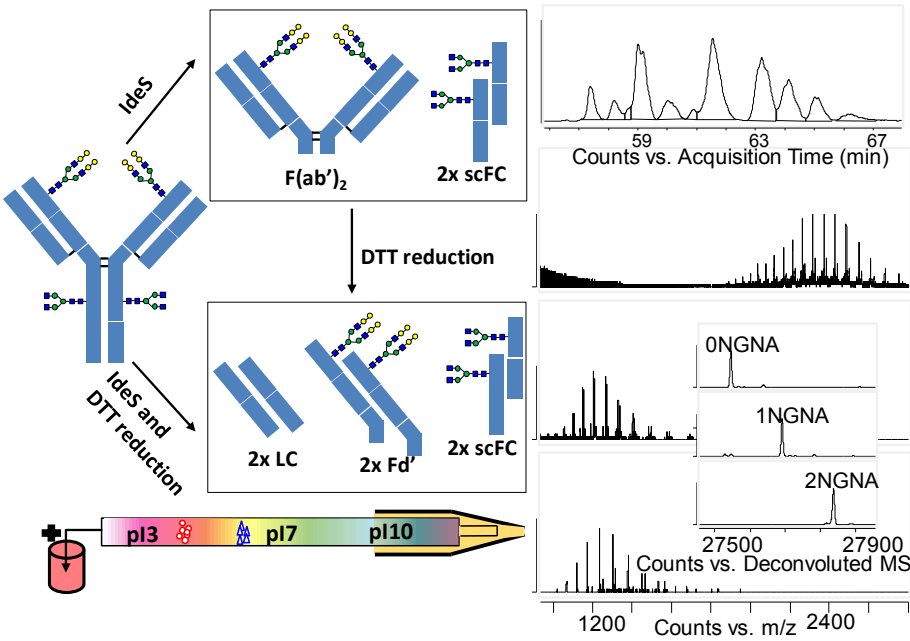 IdeS
F(ab’)₂
2x scFC
DTT reduction
IdeS and
DTT reduction
2x LC
2x Fd’
2x scFC
+
pI3
pI7
pI10
59
63
67
Counts vs. Acquisition Time (min)
0NGNA
1NGNA
2NGNA
27500
27900
Counts vs. Deconvoluted MS
1200
2400
Counts vs. m/z